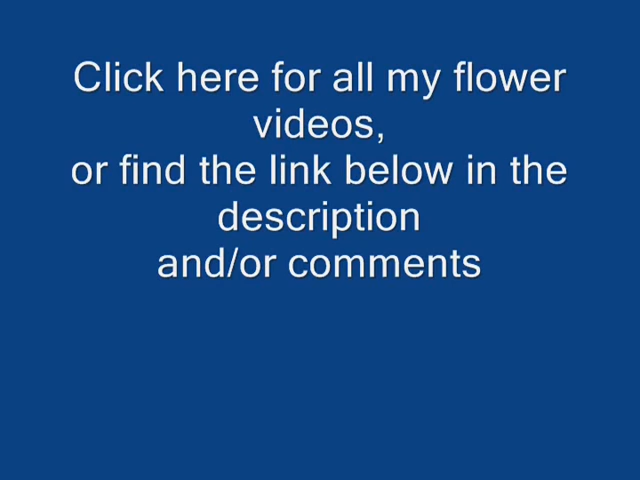 Click here for all my flower
videos,
or find the link below in the
description
and/or comments